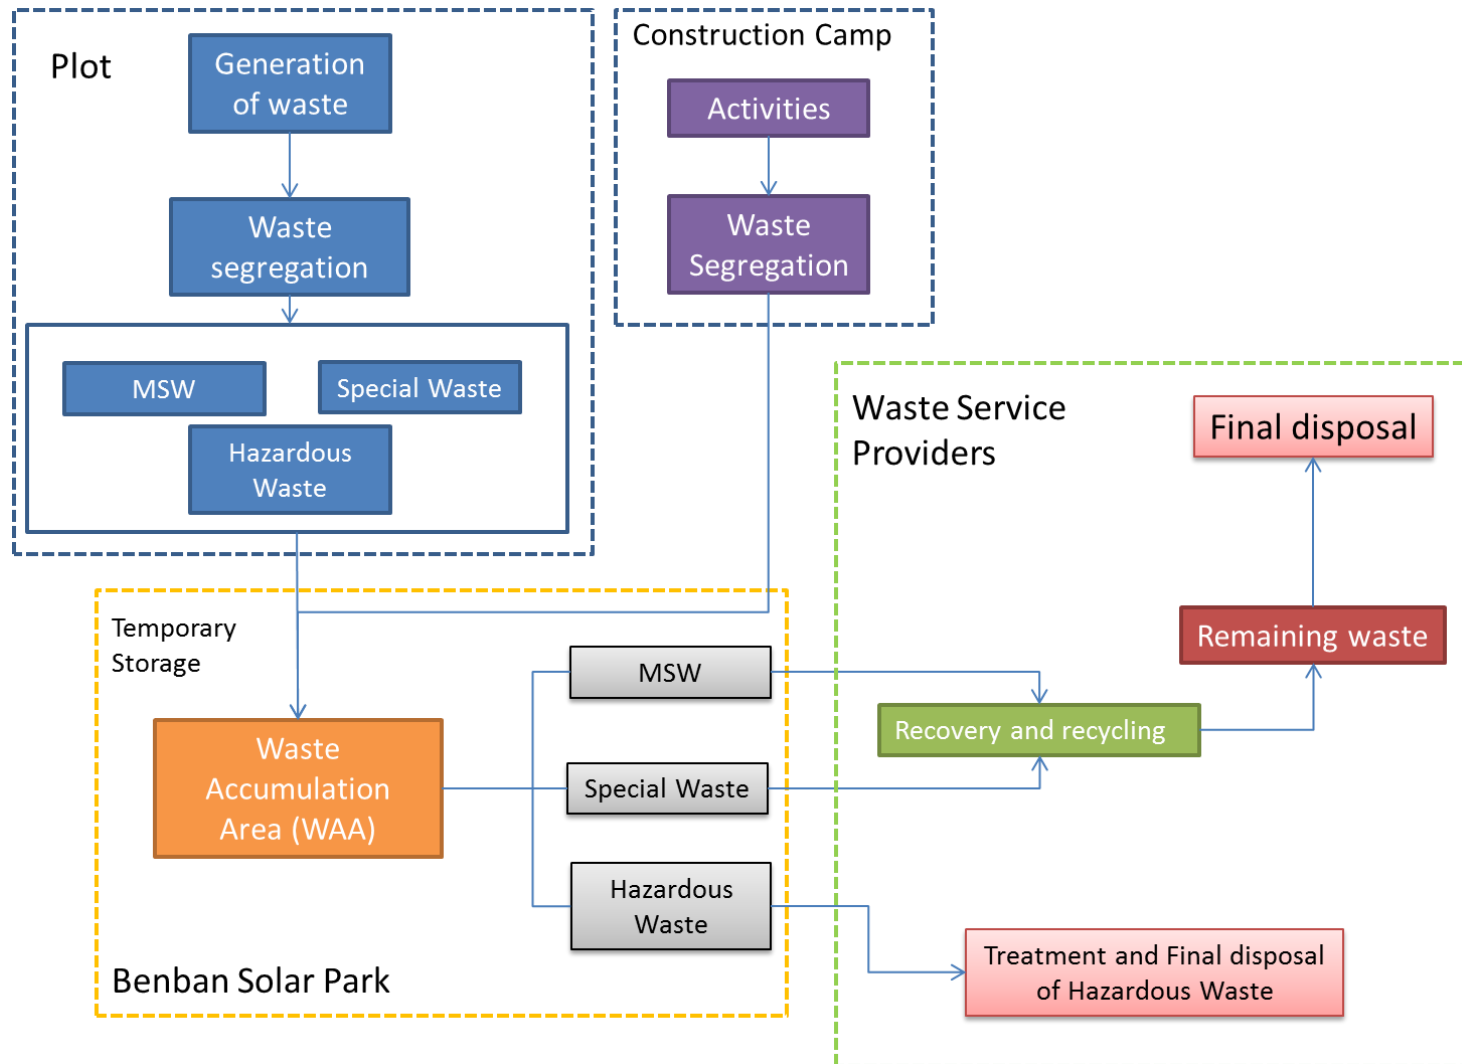 Plot
Generation
of waste
Waste
segregation
MSW
Special Waste
Hazardous
Waste
Construction Camp
Activities
Waste
Segregation
Temporary
Storage
Waste
Accumulation
Area (WAA)
MSW
Special Waste
Hazardous
Waste
Benban Solar Park
Waste Service
Providers
Final disposal
Remaining waste
Recovery and recycling
Treatment and Final disposal
of Hazardous Waste